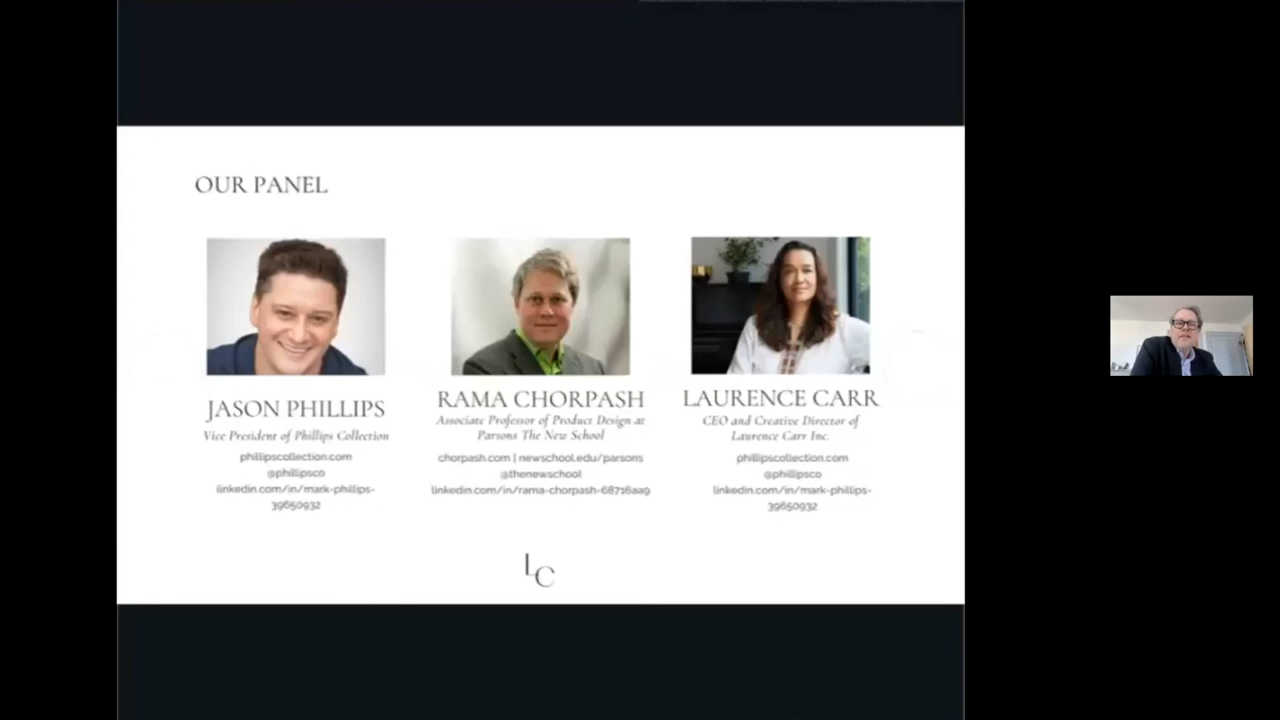 OUR PANEL
JASON PHILLIPS
Vice President of Phillips Collection
phillipscollection.com
@phillipsco
linkedin.com/in/mark-phillips-
39650932
RAMA CHORPASH
Associate Professor of Product Design at
Parsons The New School
chorpash.com | newschool.edu/parsons
@thenewschool
linkedin.com/in/rama-chorpash-68716aa9
LAURENCE CARR
CEO and Creative Director of
Laurence Carr Inc.
phillipscollection.com
@phillipsco
linkedin.com/in/mark-phillips-
39650932
LC